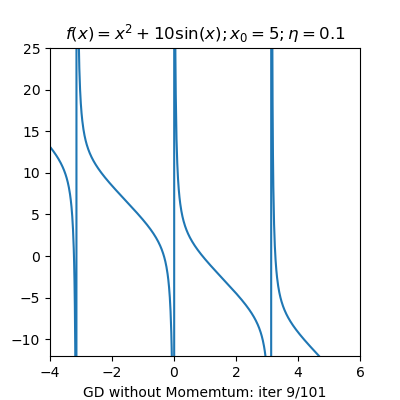 f(x) = x² + 10sin(x); x₀ = 5; η = 0.1
25
20
15
10
5
0
−5
−10
−4 −2 0 2 4 6
GD without Momemtum: iter 9/101